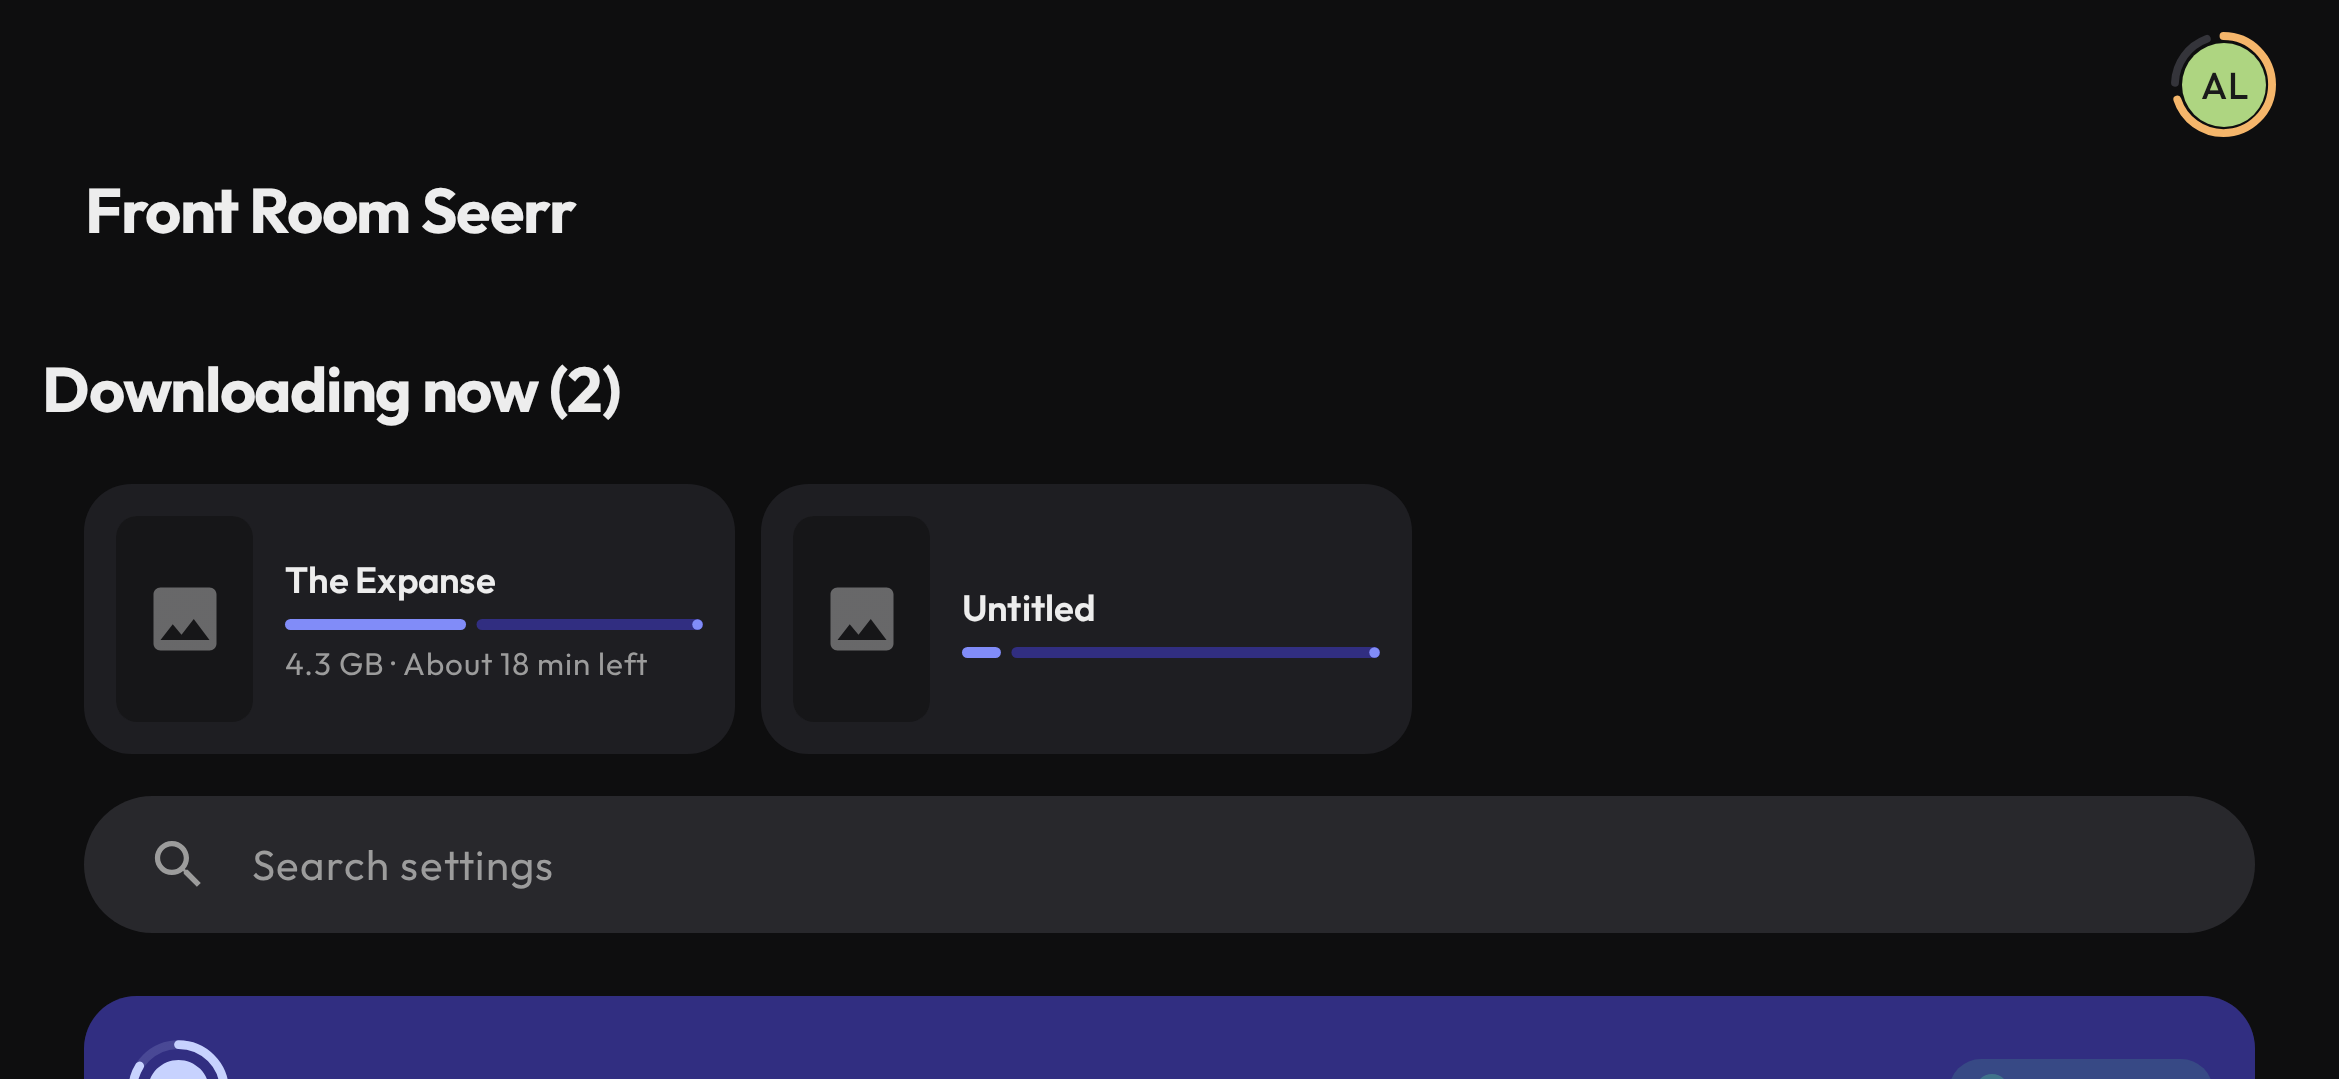 AL
Front Room Seerr
Downloading now (2)
The Expanse
4.3 GB · About 18 min left
Untitled
Search settings